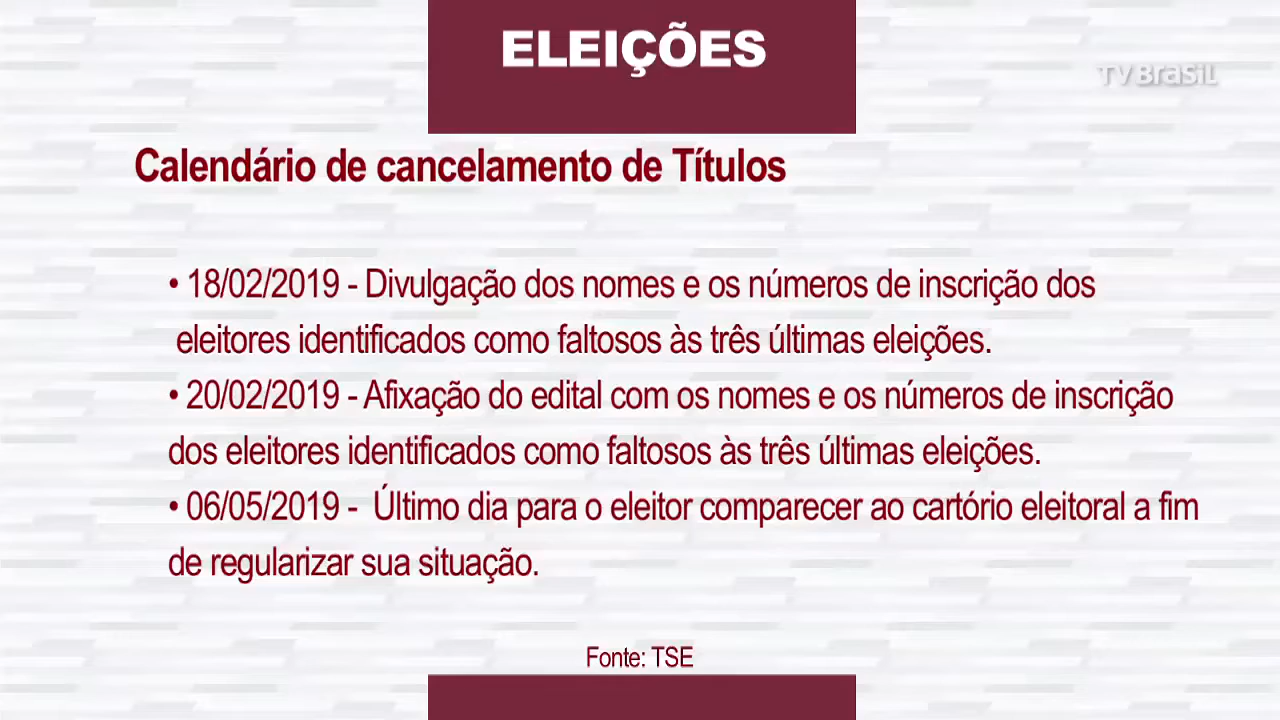 ELEIÇÕES
TVBrasil
Calendário de cancelamento de Títulos
• 18/02/2019 - Divulgação dos nomes e os números de inscrição dos
eleitores identificados como faltosos às três últimas eleições.
• 20/02/2019 - Afixação do edital com os nomes e os números de inscrição
dos eleitores identificados como faltosos às três últimas eleições.
• 06/05/2019 - Último dia para o eleitor comparecer ao cartório eleitoral a fim
de regularizar sua situação.
Fonte: TSE